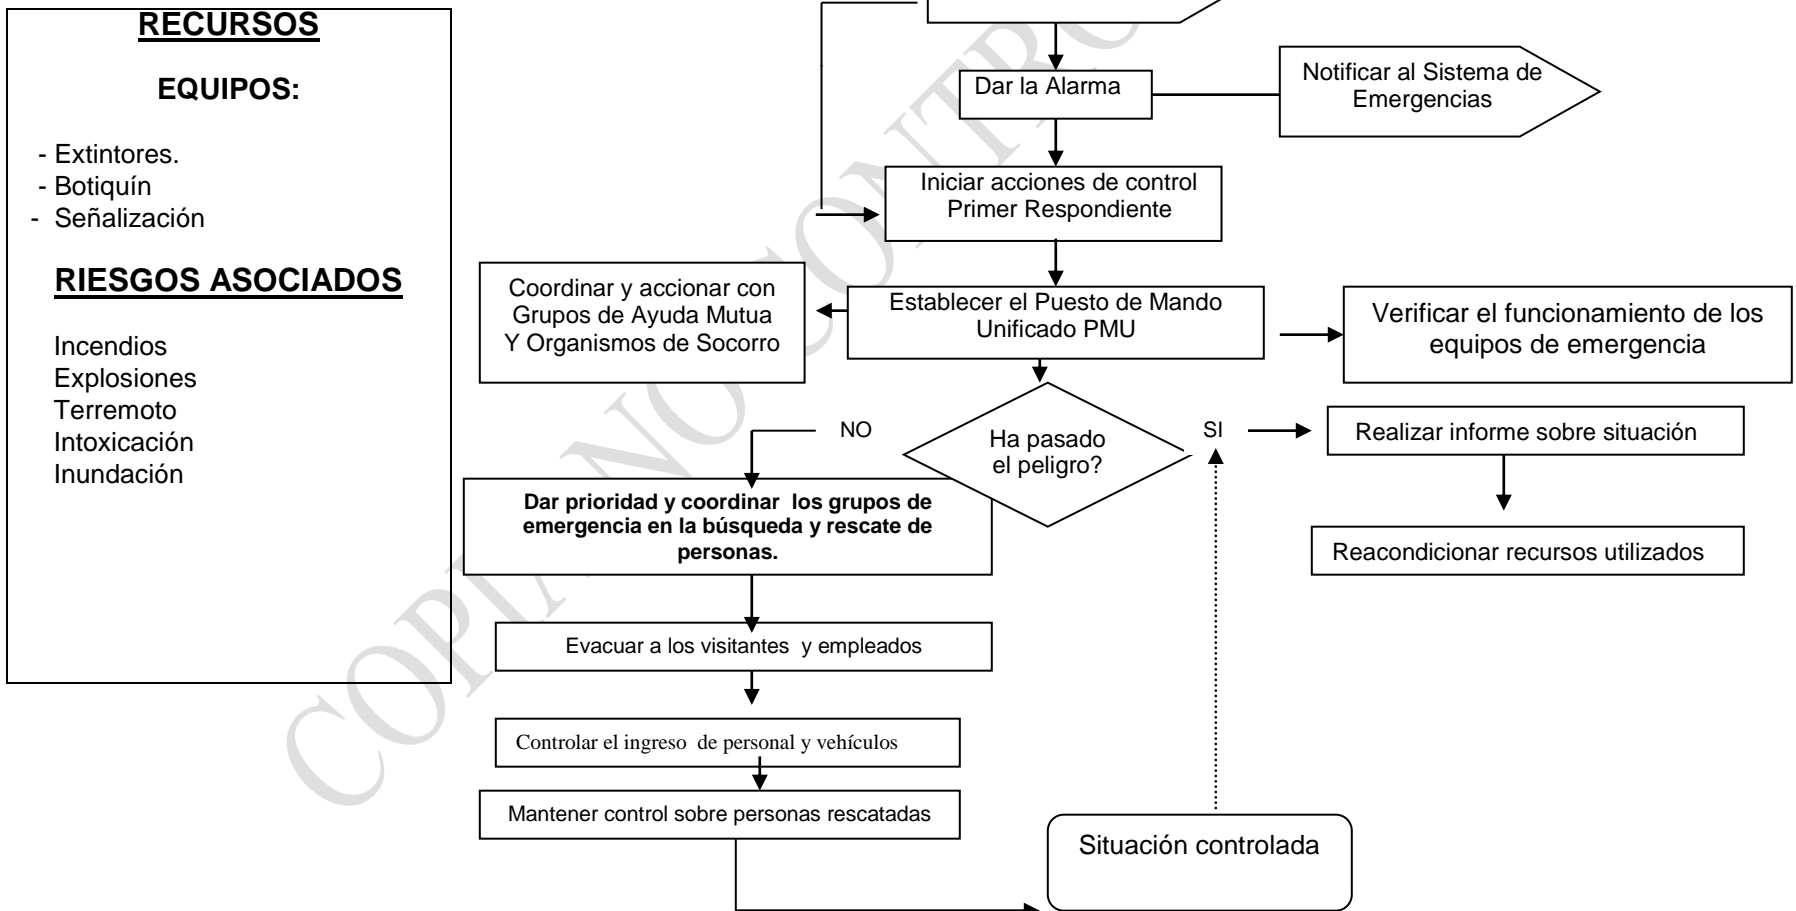 RECURSOS
EQUIPOS:
- Extintores.
- Botiquín
- Señalización
RIESGOS ASOCIADOS
Incendios
Explosiones
Terremoto
Intoxicación
Inundación
Dar la Alarma
Notificar al Sistema de
Emergencias
Iniciar acciones de control
Primer Respondiente
Coordinar y accionar con
Grupos de Ayuda Mutua
Y Organismos de Socorro
Establecer el Puesto de Mando
Unificado PMU
Verificar el funcionamiento de los
equipos de emergencia
NO
Ha pasado
el peligro?
SI
Realizar informe sobre situación
Reacondicionar recursos utilizados
Dar prioridad y coordinar los grupos de
emergencia en la búsqueda y rescate de
personas.
Evacuar a los visitantes y empleados
Controlar el ingreso de personal y vehículos
Mantener control sobre personas rescatadas
Situación controlada
COPIA NO CONTRO